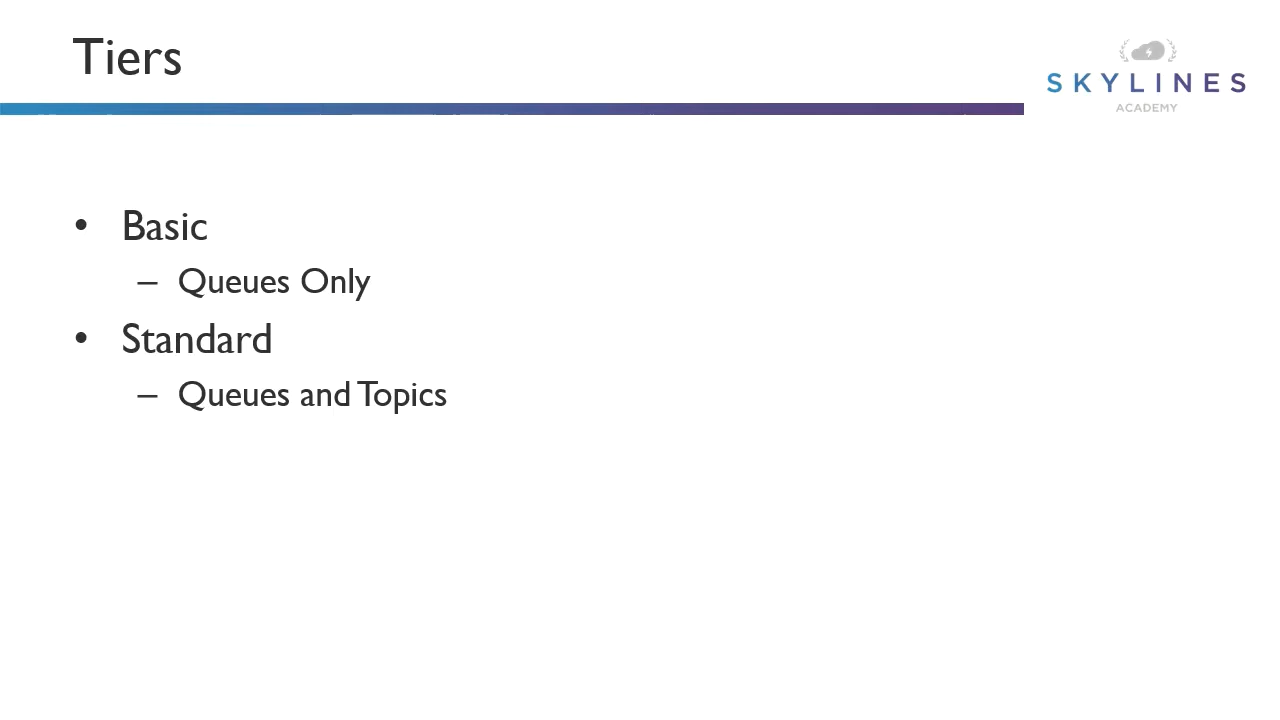 Tiers
SKYLINES
ACADEMY
• Basic
– Queues Only
• Standard
– Queues and Topics